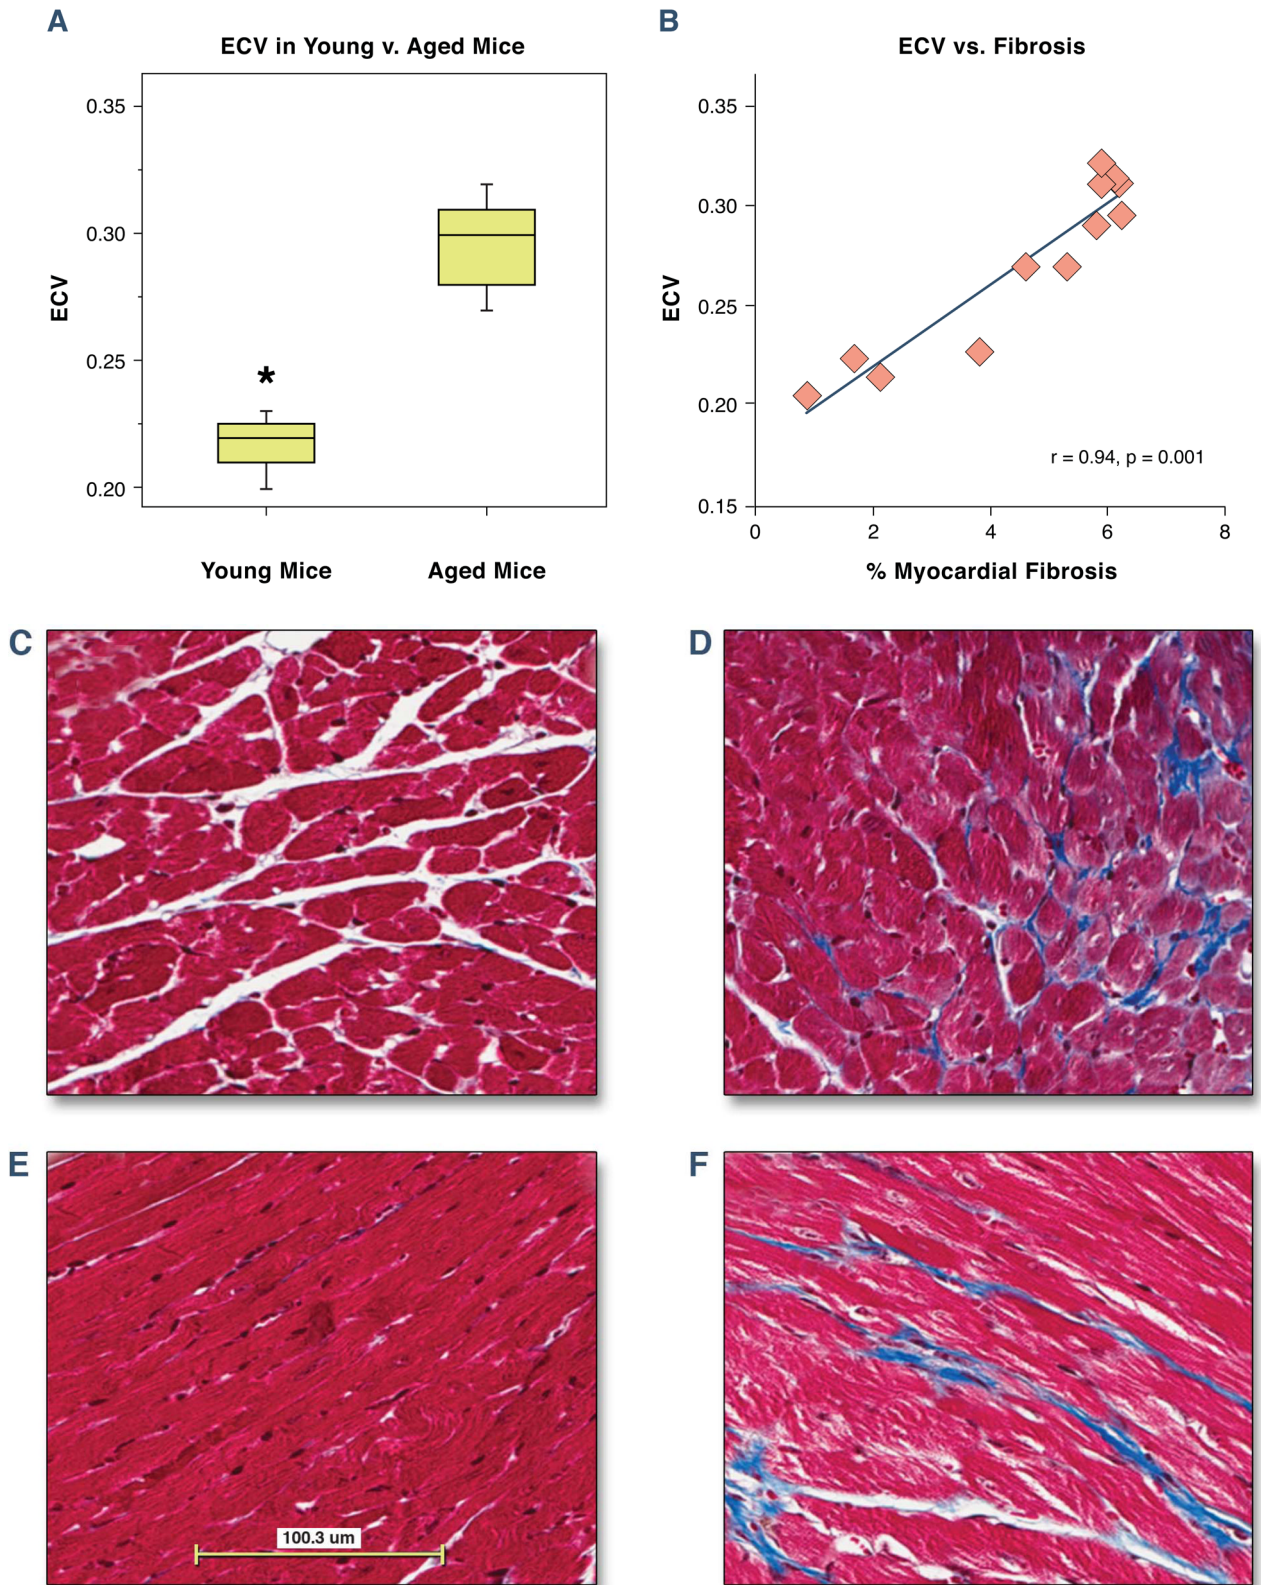 A
ECV in Young v. Aged Mice
0.35
0.30
0.25
0.20
ECV
*
Young Mice
Aged Mice
B
ECV vs. Fibrosis
0.35
0.30
0.25
0.20
0.15
ECV
r = 0.94, p = 0.001
0
2
4
6
8
% Myocardial Fibrosis
C
D
E
100.3 um
F